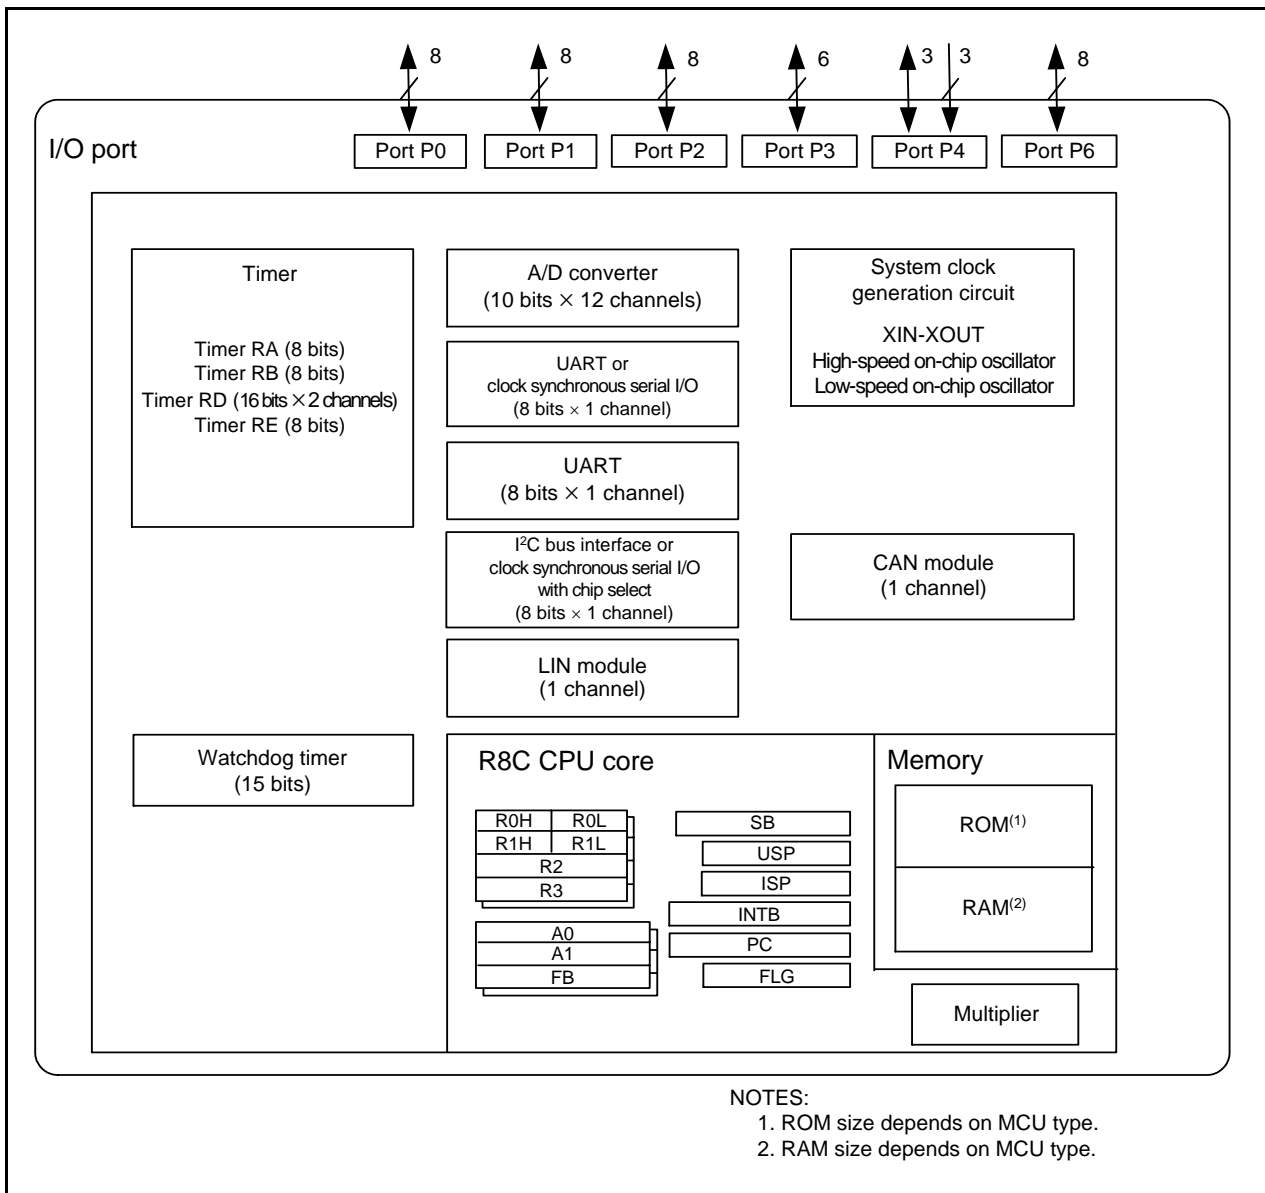 8 8 8 6 3 3 8
I/O port
Port P0 Port P1 Port P2 Port P3 Port P4 Port P6
Timer
Timer RA (8 bits)
Timer RB (8 bits)
Timer RD (16 bits × 2 channels)
Timer RE (8 bits)
A/D converter
(10 bits × 12 channels)
UART or
clock synchronous serial I/O
(8 bits × 1 channel)
UART
(8 bits × 1 channel)
I²C bus interface or
clock synchronous serial I/O
with chip select
(8 bits × 1 channel)
LIN module
(1 channel)
System clock
generation circuit
XIN-XOUT
High-speed on-chip oscillator
Low-speed on-chip oscillator
CAN module
(1 channel)
Watchdog timer
(15 bits)
R8C CPU core
R0H R0L
R1H R1L
R2
R3
A0
A1
FB
SB
USP
ISP
INTB
PC
FLG
Memory
ROM(1)
RAM(2)
Multiplier
NOTES:
1. ROM size depends on MCU type.
2. RAM size depends on MCU type.